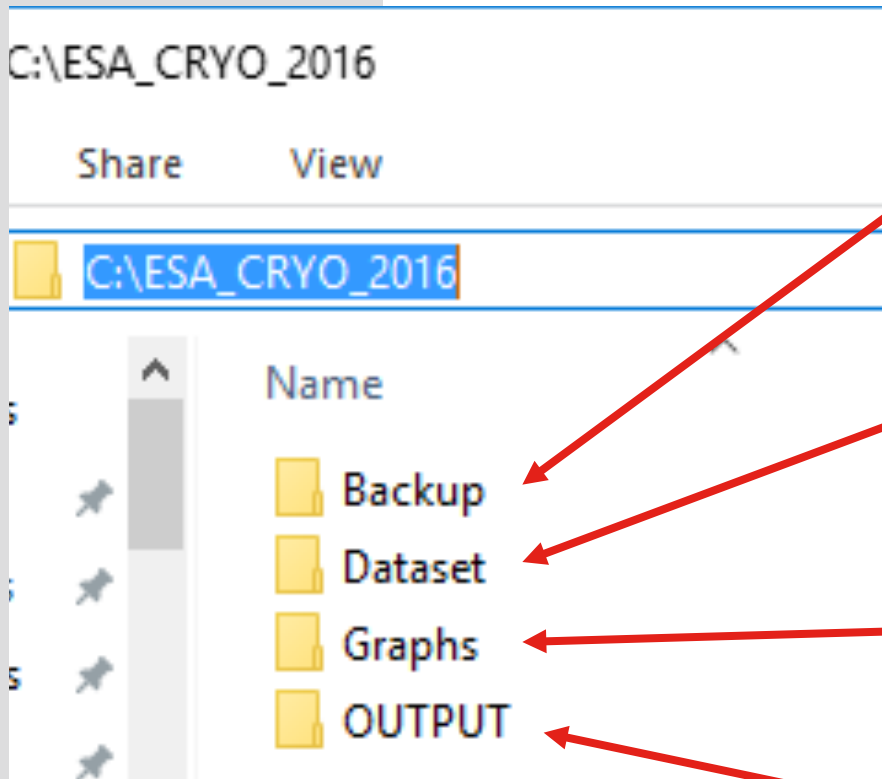 C:\ESA_CRYO_2016
Share View
C:\ESA_CRYO_2016
Name
Backup
Dataset
Graphs
OUTPUT